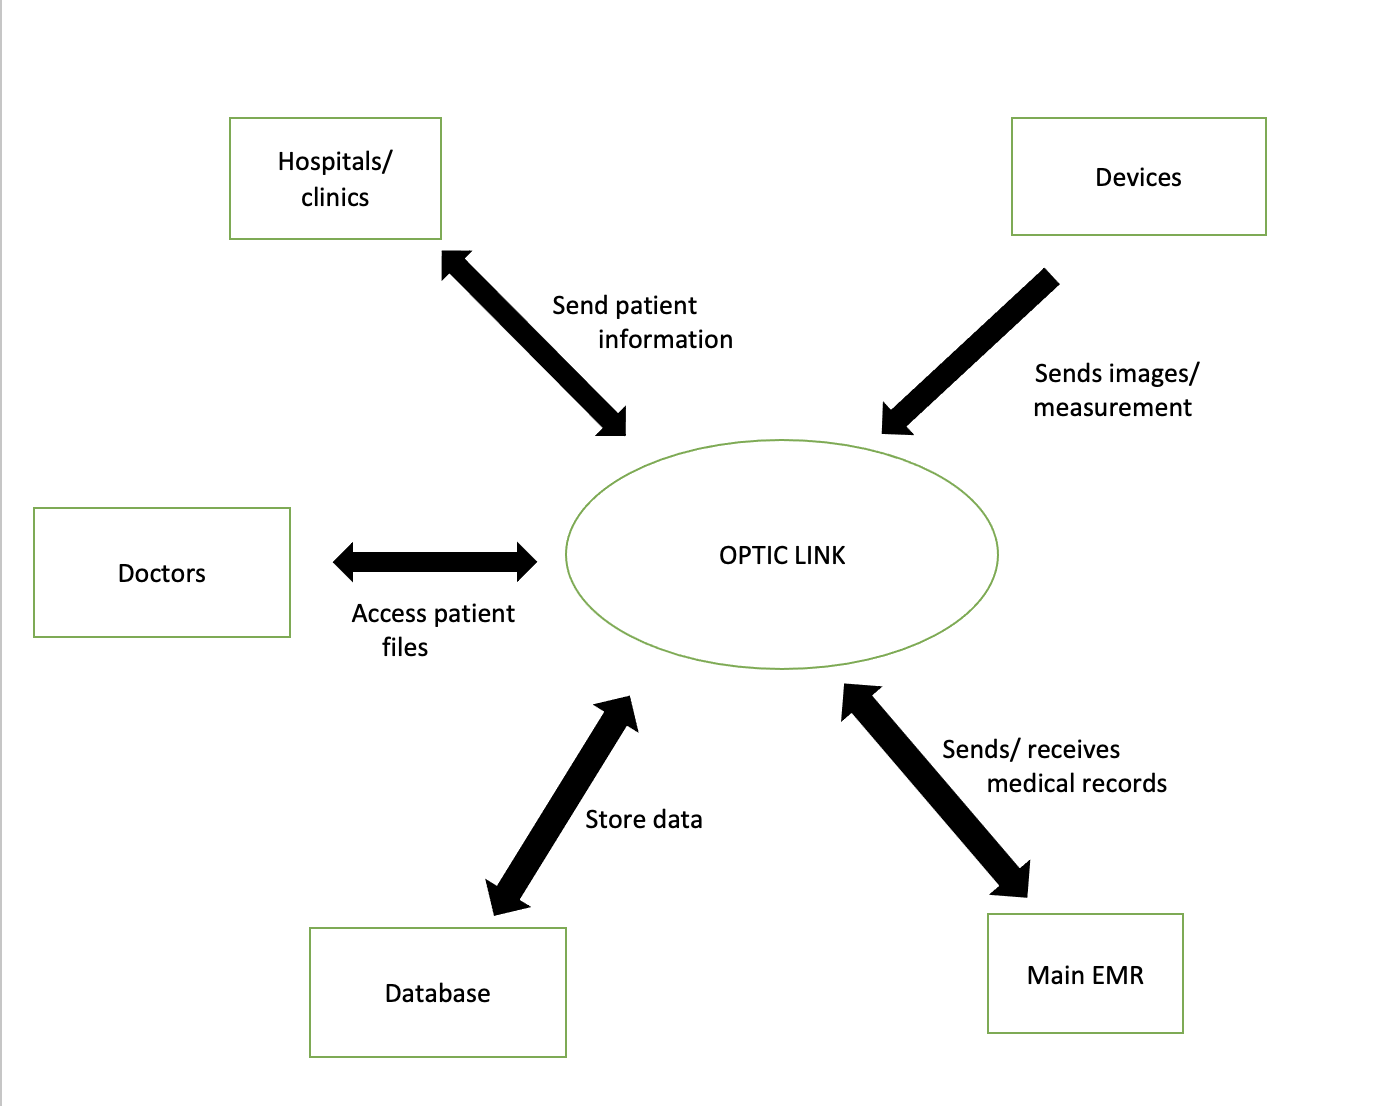 Hospitals/
clinics
Devices
Send patient
information
Sends images/
measurement
OPTIC LINK
Doctors
Access patient
files
Sends/ receives
medical records
Store data
Main EMR
Database